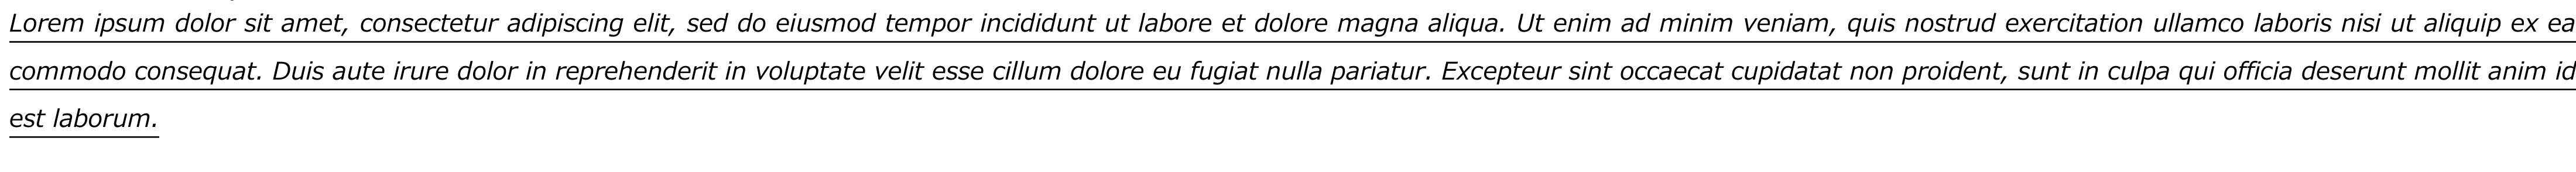 Lorem ipsum dolor sit amet, consectetur adipiscing elit, sed do eiusmod tempor incididunt ut labore et dolore magna aliqua. Ut enim ad minim veniam, quis nostrud exercitation ullamco laboris nisi ut aliquip ex ea
commodo consequat. Duis aute irure dolor in reprehenderit in voluptate velit esse cillum dolore eu fugiat nulla pariatur. Excepteur sint occaecat cupidatat non proident, sunt in culpa qui officia deserunt mollit anim id
est laborum.